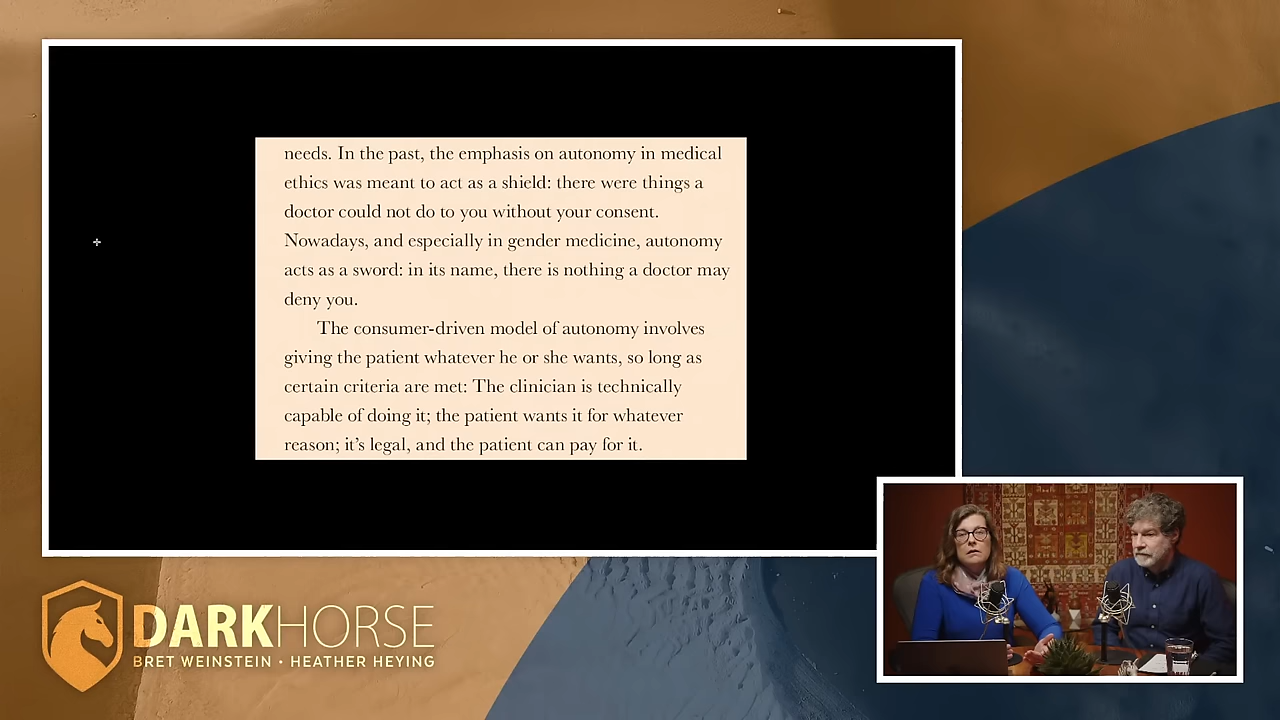 needs. In the past, the emphasis on autonomy in medical
ethics was meant to act as a shield: there were things a
doctor could not do to you without your consent.
Nowadays, and especially in gender medicine, autonomy
acts as a sword: in its name, there is nothing a doctor may
deny you.
The consumer-driven model of autonomy involves
giving the patient whatever he or she wants, so long as
certain criteria are met: The clinician is technically
capable of doing it; the patient wants it for whatever
reason; it’s legal, and the patient can pay for it.
DARKHORSE
BRET WEINSTEIN • HEATHER HEYING